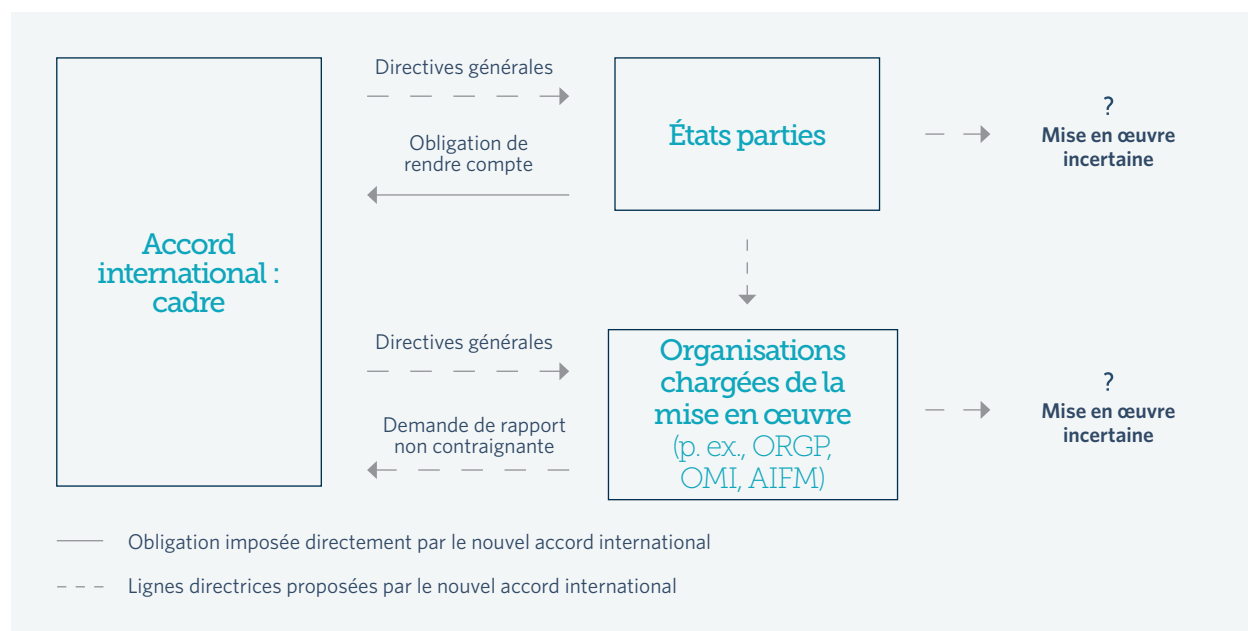 Accord
international :
cadre
Directives générales
Obligation de
rendre compte
États parties
?
Mise en œuvre
incertaine
Directives générales
Demande de rapport
non contraignante
Organisations
chargées de la
mise en œuvre
(p. ex., ORGP,
OMI, AIFM)
?
Mise en œuvre
incertaine
Obligation imposée directement par le nouvel accord international
Lignes directrices proposées par le nouvel accord international